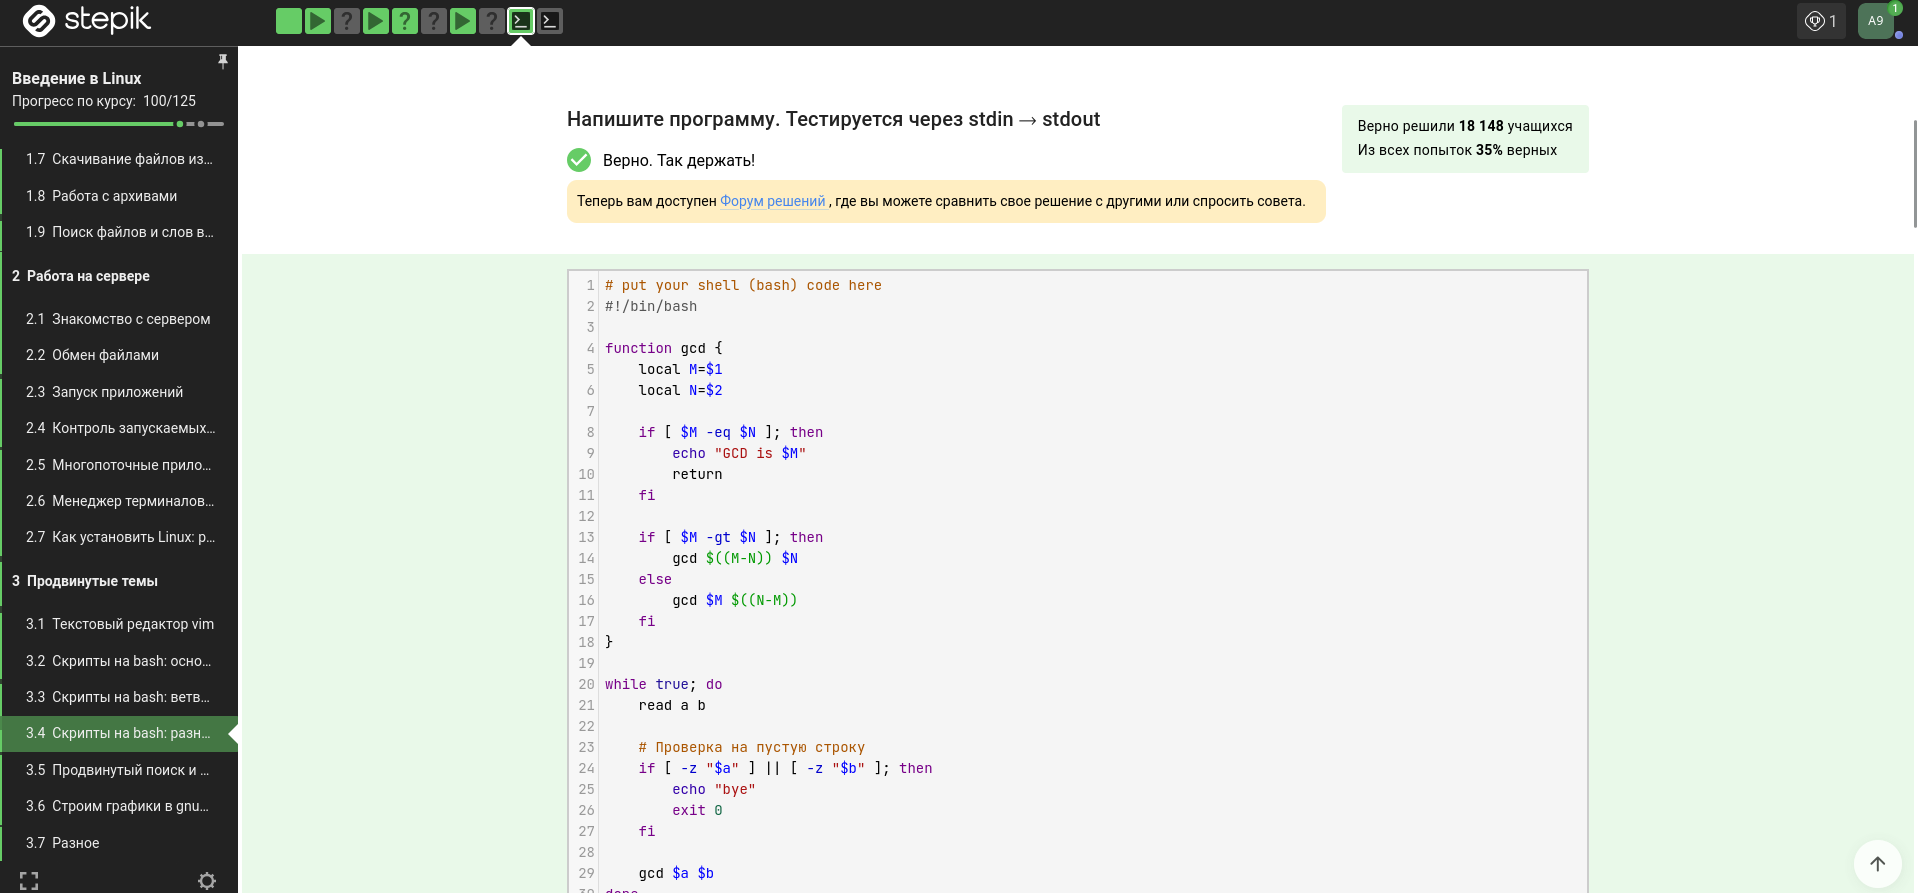 stepik
? ? ? ?
1
A9
1
Введение в Linux
Прогресс по курсу: 100/125
1.7 Скачивание файлов из...
1.8 Работа с архивами
1.9 Поиск файлов и слов в...
2 Работа на сервере
2.1 Знакомство с сервером
2.2 Обмен файлами
2.3 Запуск приложений
2.4 Контроль запускаемых...
2.5 Многопоточные прило...
2.6 Менеджер терминалов...
2.7 Как установить Linux: р...
3 Продвинутые темы
3.1 Текстовый редактор vim
3.2 Скрипты на bash: осно...
3.3 Скрипты на bash: ветв...
3.4 Скрипты на bash: разн...
3.5 Продвинутый поиск и ...
3.6 Строим графики в gnu...
3.7 Разное
Напишите программу. Тестируется через stdin → stdout
Верно. Так держать!
Теперь вам доступен Форум решений , где вы можете сравнить свое решение с другими или спросить совета.
Верно решили 18 148 учащихся
Из всех попыток 35% верных
1 # put your shell (bash) code here
2 #!/bin/bash
3
4 function gcd {
5     local M=$1
6     local N=$2
7
8     if [ $M -eq $N ]; then
9         echo "GCD is $M"
10         return
11     fi
12
13     if [ $M -gt $N ]; then
14         gcd $((M-N)) $N
15     else
16         gcd $M $((N-M))
17     fi
18 }
19
20 while true; do
21     read a b
22
23     # Проверка на пустую строку
24     if [ -z "$a" ] || [ -z "$b" ]; then
25         echo "bye"
26         exit 0
27     fi
28
29     gcd $a $b
30 done